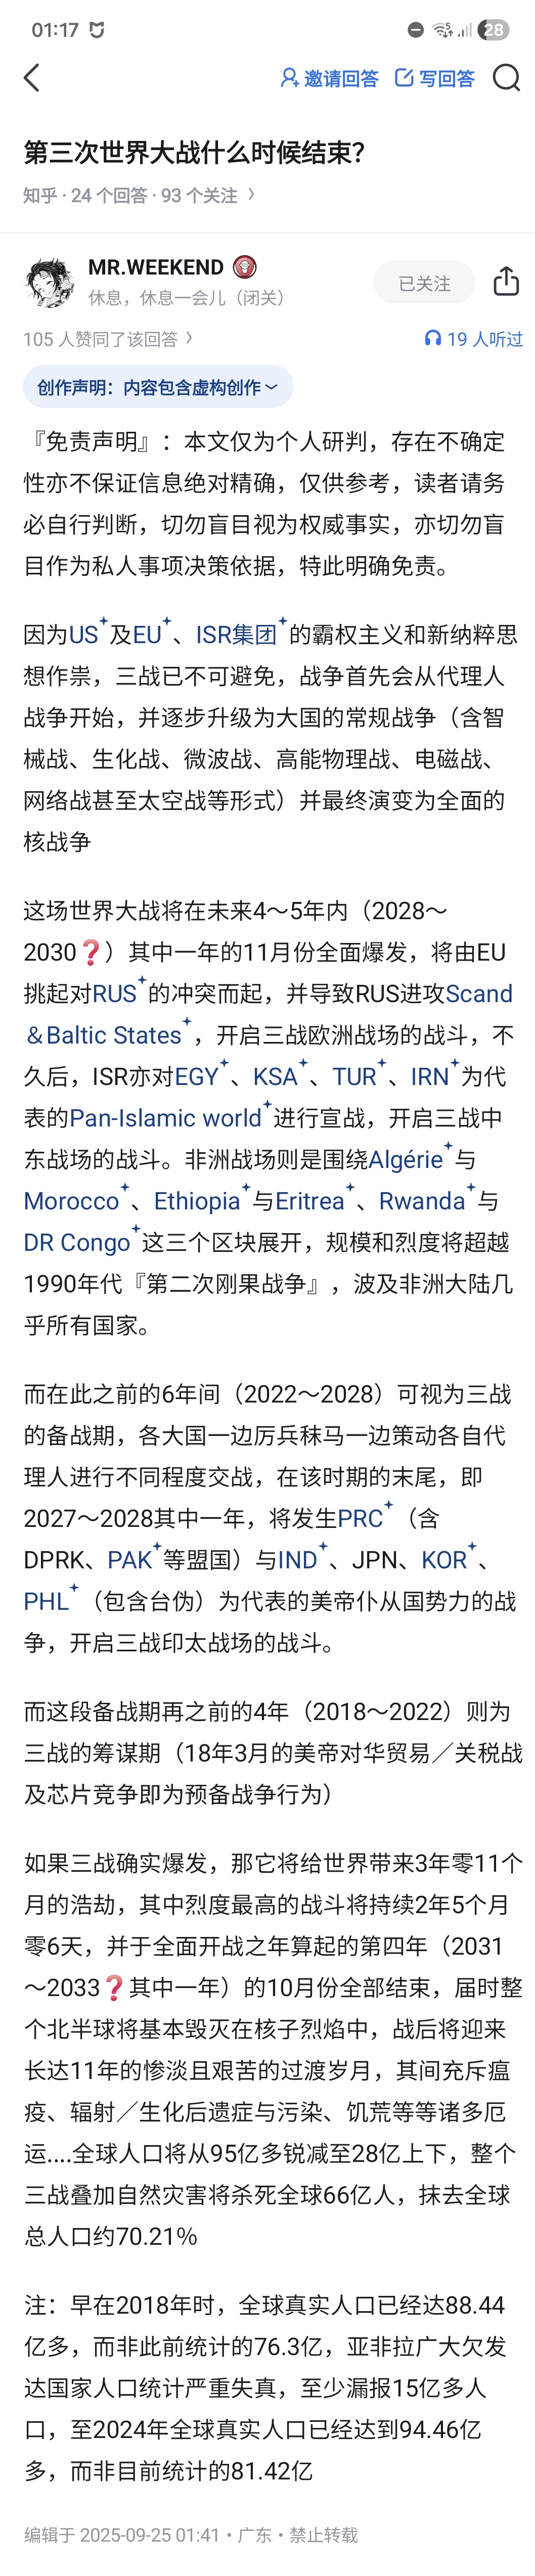 01:17
28
邀请回答 写回答
第三次世界大战什么时候结束？
知乎 · 24 个回答 · 93 个关注
MR.WEEKEND
休息，休息一会儿（闭关）
已关注
105 人赞同了该回答
19 人听过
创作声明：内容包含虚构创作
『免责声明』：本文仅为个人研判，存在不确定
性亦不保证信息绝对精确，仅供参考，读者请务
必自行判断，切勿盲目视为权威事实，亦切勿盲
目作为私人事项决策依据，特此明确免责。
因为US及EU、ISR集团的霸权主义和新纳粹思
想作祟，三战已不可避免，战争首先会从代理人
战争开始，并逐步升级为大国的常规战争（含智
械战、生化战、微波战、高能物理战、电磁战、
网络战甚至太空战等形式）并最终演变为全面的
核战争
这场世界大战将在未来4～5年内（2028～
2030❓）其中一年的11月份全面爆发，将由EU
挑起对RUS的冲突而起，并导致RUS进攻Scand
＆Baltic States，开启三战欧洲战场的战斗，不
久后，ISR亦对EGY、KSA、TUR、IRN为代
表的Pan-Islamic world进行宣战，开启三战中
东战场的战斗。非洲战场则是围绕Algérie与
Morocco、Ethiopia与Eritrea、Rwanda与
DR Congo这三个区块展开，规模和烈度将超越
1990年代『第二次刚果战争』，波及非洲大陆几
乎所有国家。
而在此之前的6年间（2022～2028）可视为三战
的备战期，各大国一边厉兵秣马一边策动各自代
理人进行不同程度交战，在该时期的末尾，即
2027～2028其中一年，将发生PRC（含
DPRK、PAK等盟国）与IND、JPN、KOR、
PHL（包含台伪）为代表的美帝仆从国势力的战
争，开启三战印太战场的战斗。
而这段备战期再之前的4年（2018～2022）则为
三战的筹谋期（18年3月的美帝对华贸易／关税战
及芯片竞争即为预备战争行为）
如果三战确实爆发，那它将给世界带来3年零11个
月的浩劫，其中烈度最高的战斗将持续2年5个月
零6天，并于全面开战之年算起的第四年（2031
～2033❓其中一年）的10月份全部结束，届时整
个北半球将基本毁灭在核子烈焰中，战后将迎来
长达11年的惨淡且艰苦的过渡岁月，其间充斥瘟
疫、辐射／生化后遗症与污染、饥荒等等诸多厄
运....全球人口将从95亿多锐减至28亿上下，整个
三战叠加自然灾害将杀死全球66亿人，抹去全球
总人口约70.21%
注：早在2018年时，全球真实人口已经达88.44
亿多，而非此前统计的76.3亿，亚非拉广大欠发
达国家人口统计严重失真，至少漏报15亿多人
口，至2024年全球真实人口已经达到94.46亿
多，而非目前统计的81.42亿
编辑于 2025-09-25 01:41 · 广东 · 禁止转载